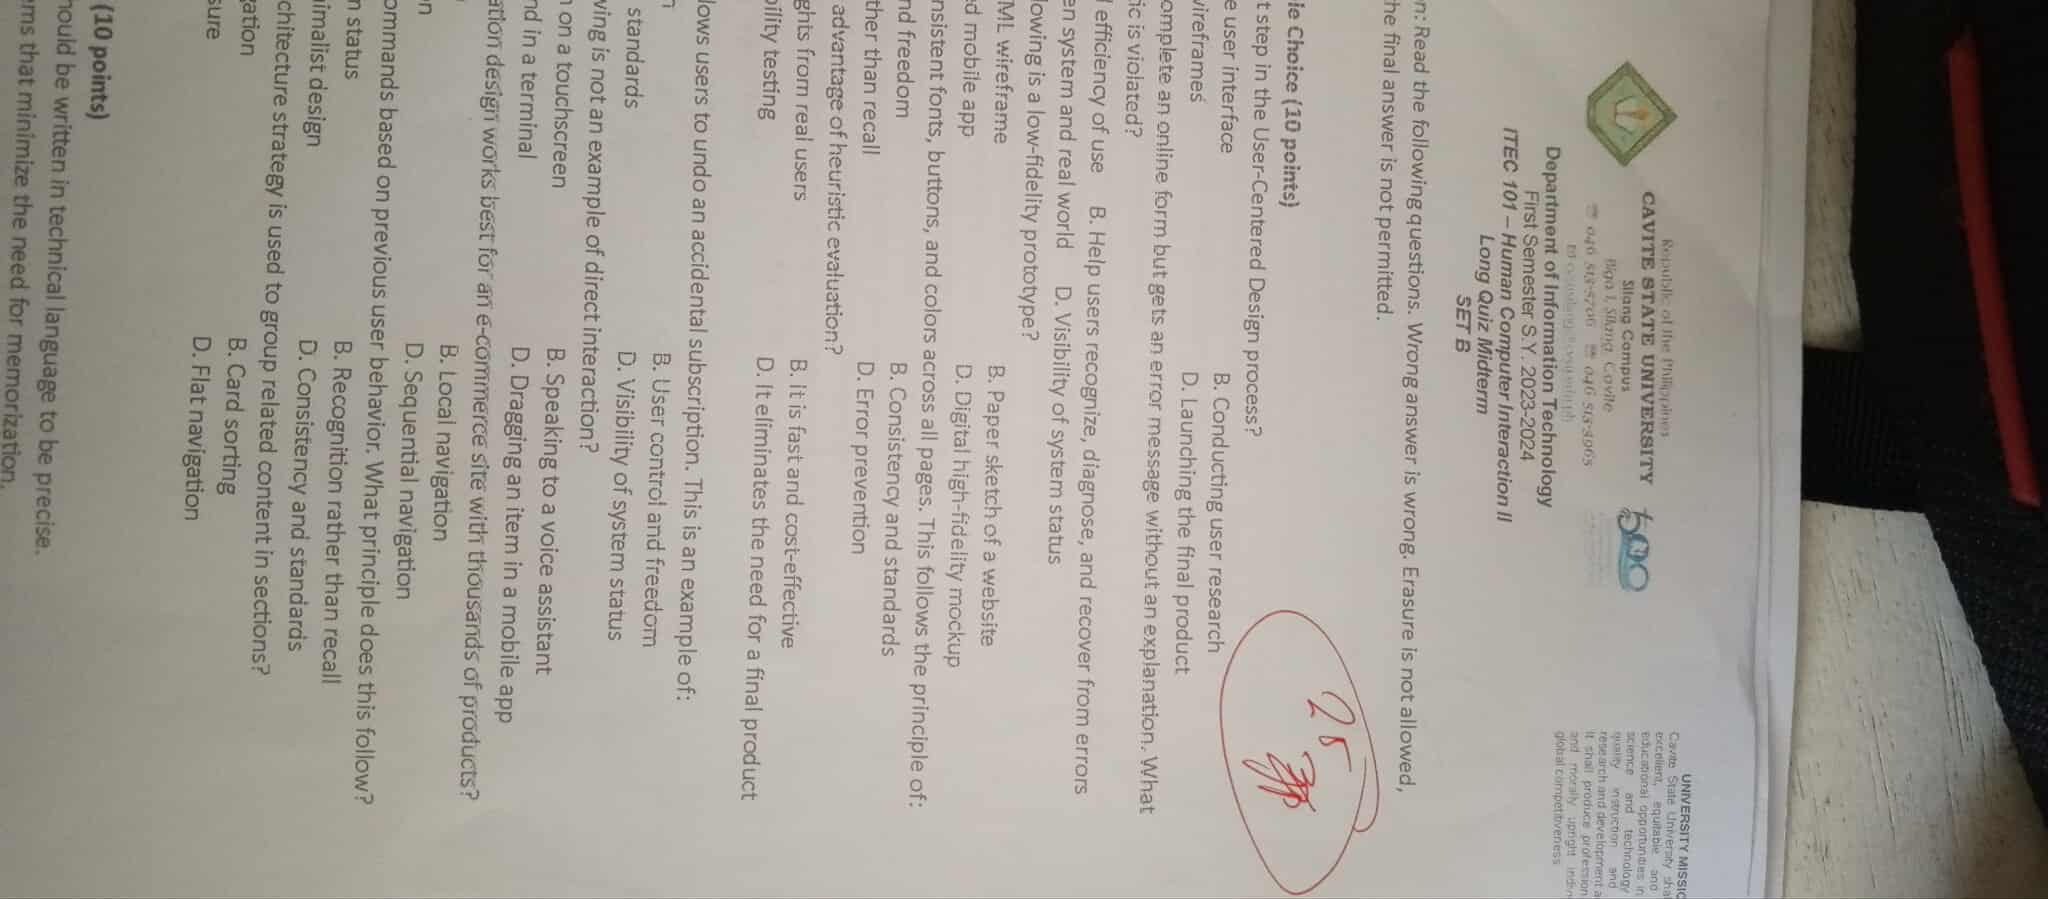 Republic of the Philippines
CAVITE STATE UNIVERSITY
Silang Campus
Biga 1, Silang, Cavite
046 513-5706 046 513-3965
500
UNIVERSITY MISSIO
Cavite State University shal
excellent, equitable and
educational opportunities in
science and technology
quality instruction and
research and development a
It shall produce profession
and morally upright indivi
global competitiveness
Department of Information Technology
First Semester S.Y. 2023-2024
ITEC 101 – Human Computer Interaction II
Long Quiz Midterm
SET B
n: Read the following questions. Wrong answer is wrong. Erasure is not allowed,
he final answer is not permitted.
25
le Choice (10 points)
t step in the User-Centered Design process?
e user interface B. Conducting user research
wireframes D. Launching the final product
omplete an online form but gets an error message without an explanation. What
ic is violated?
efficiency of use B. Help users recognize, diagnose, and recover from errors
en system and real world D. Visibility of system status
lowing is a low-fidelity prototype?
ML wireframe B. Paper sketch of a website
ed mobile app D. Digital high-fidelity mockup
nsistent fonts, buttons, and colors across all pages. This follows the principle of:
nd freedom B. Consistency and standards
ther than recall D. Error prevention
advantage of heuristic evaluation?
ghts from real users B. It is fast and cost-effective
bility testing D. It eliminates the need for a final product
lows users to undo an accidental subscription. This is an example of:
n B. User control and freedom
standards D. Visibility of system status
wing is not an example of direct interaction?
n on a touchscreen B. Speaking to a voice assistant
nd in a terminal D. Dragging an item in a mobile app
ation design works best for an e-commerce site with thousands of products?
B. Local navigation
on D. Sequential navigation
ommands based on previous user behavior. What principle does this follow?
m status B. Recognition rather than recall
nimalist design D. Consistency and standards
chitecture strategy is used to group related content in sections?
gation B. Card sorting
sure D. Flat navigation
(10 points)
hould be written in technical language to be precise.
ems that minimize the need for memorization.